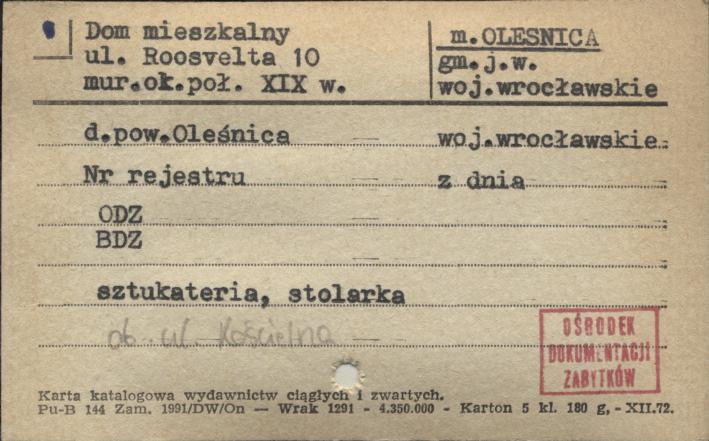 Dom mieszkalny
ul. Roosvelta 10
mur.ok.poł. XIX w.
m.OLESNICA
gm.j.w.
woj.wrocławskie
d.pow.Oleśnica woj.wrocławskie
Nr rejestru z dnia
ODZ
BDZ
sztukateria, stolarka
ob. ul. Kościelna
OŚRODEK
DOKUMENTACJI
ZABYTKÓW
Karta katalogowa wydawnictw ciągłych i zwartych.
Pu-B 144 Zam. 1991/DW/On — Wrak 1291 - 4.350.000 - Karton 5 kl. 180 g, - XII.72.